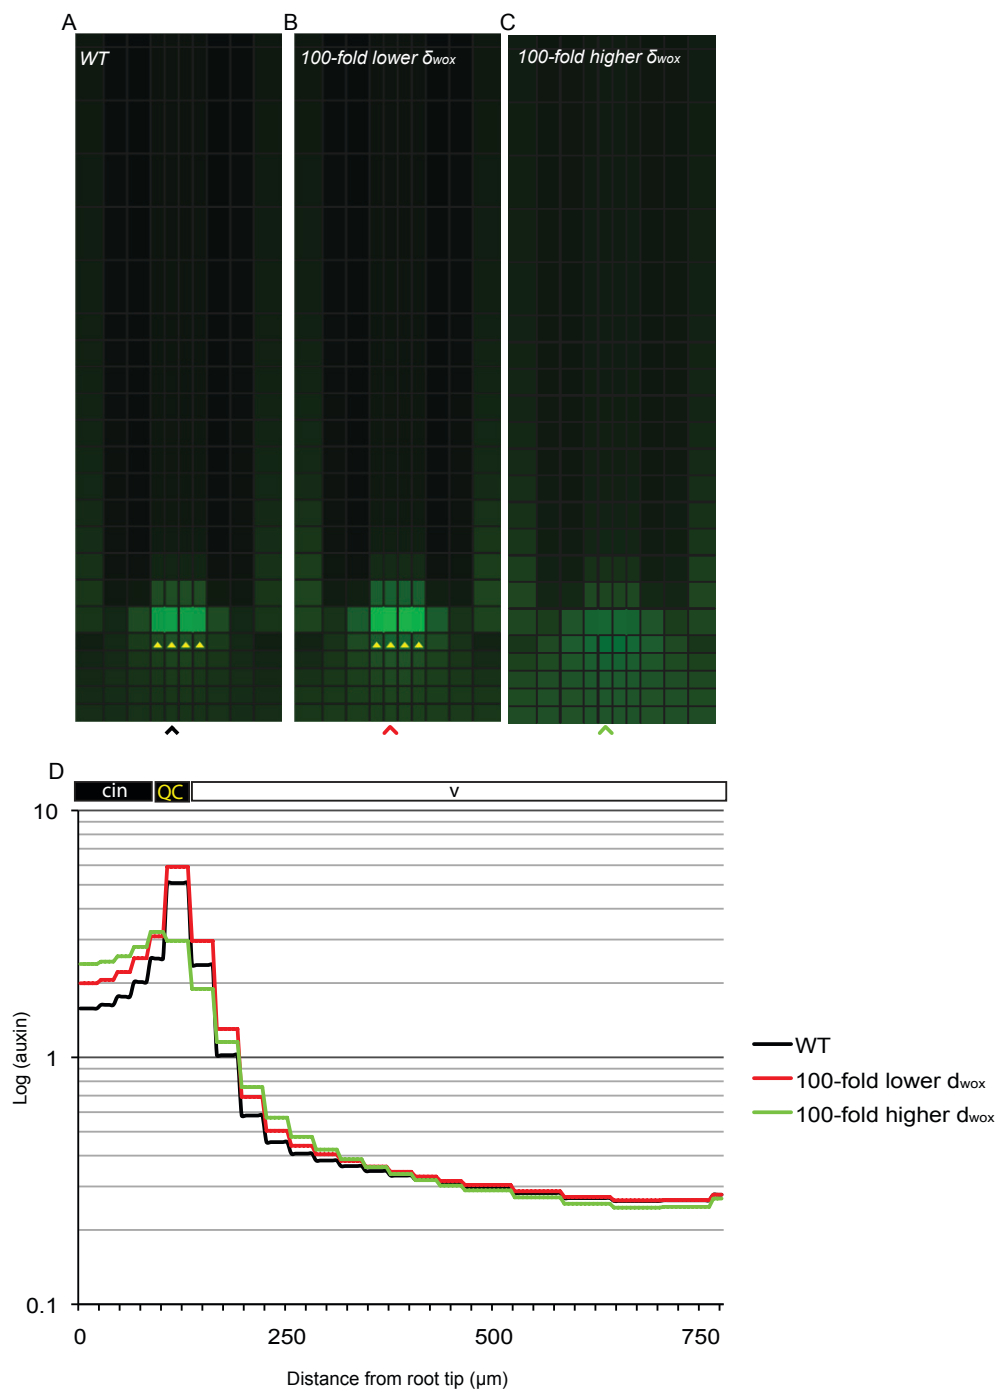 A
B
C
WT
100-fold lower δwox
100-fold higher δwox
D
cin
QC
v
10
1
0.1
Log (auxin)
0
250
500
750
Distance from root tip (µm)
WT
100-fold lower dwox
100-fold higher dwox